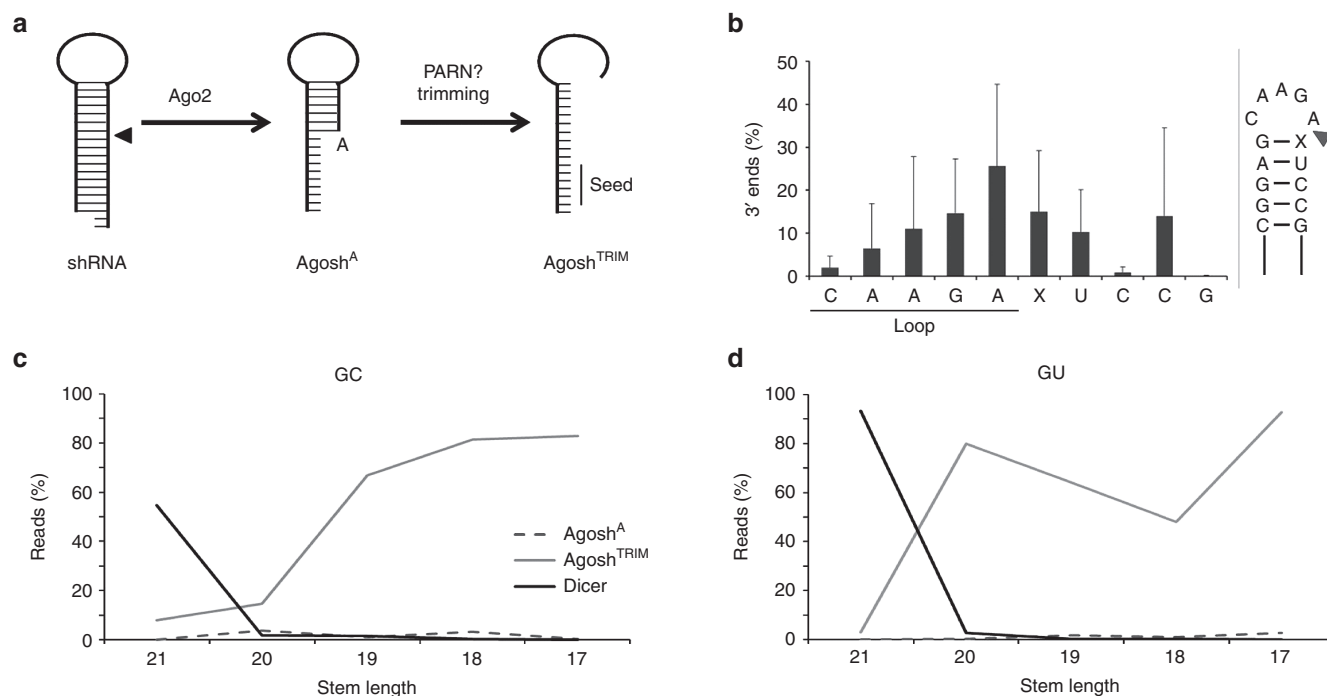 a
Ago2
PARN?
trimming
A
Seed
shRNA
Agosh^A
Agosh^TRIM
b
50
40
30
20
10
0
3′ ends (%)
C A A G A X U C C G
Loop
A
A G
C A
G X
A U
G C
G C
C G
c
GC
100
80
60
40
20
0
Reads (%)
21 20 19 18 17
Stem length
Agosh^A
Agosh^TRIM
Dicer
d
GU
100
80
60
40
20
0
Reads (%)
21 20 19 18 17
Stem length